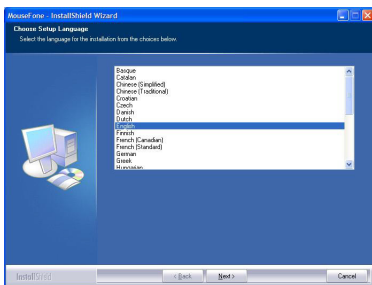 MouseFone - InstallShield Wizard
Choose Setup Language
Select the language for the installation from the choices below.
Basque
Catalan
Chinese (Simplified)
Chinese (Traditional)
Croatian
Czech
Danish
Dutch
English
Finnish
French (Canadian)
French (Standard)
German
Greek
Hungarian
InstallShield
< Back
Next >
Cancel